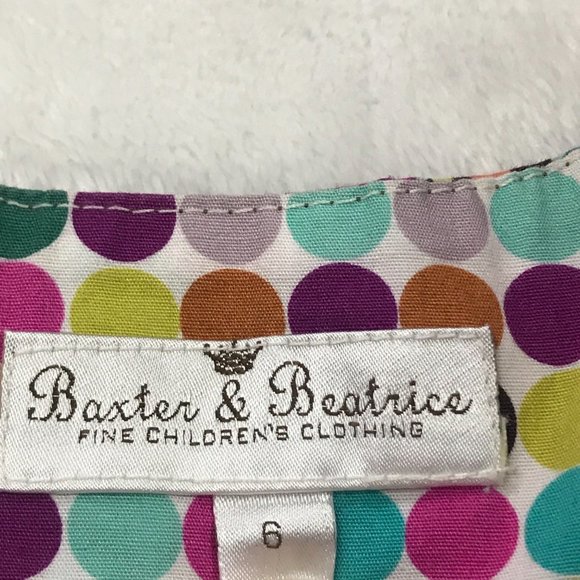 Baxter & Beatrice
FINE CHILDREN'S CLOTHING
6